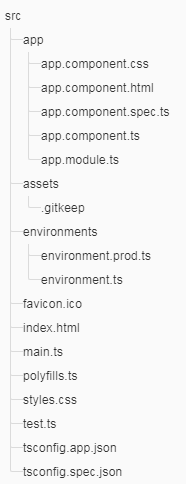 src
app
app.component.css
app.component.html
app.component.spec.ts
app.component.ts
app.module.ts
assets
.gitkeep
environments
environment.prod.ts
environment.ts
favicon.ico
index.html
main.ts
polyfills.ts
styles.css
test.ts
tsconfig.app.json
tsconfig.spec.json